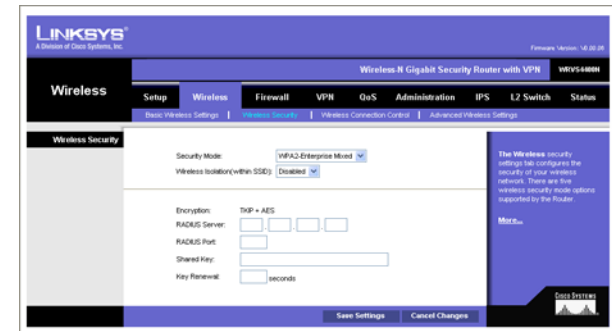 LINKSYS®
A Division of Cisco Systems, Inc.
Firmware Version: V0.00.08
Wireless-N Gigabit Security Router with VPN WRVS4400N
Wireless
Setup Wireless Firewall VPN QoS Administration IPS L2 Switch Status
Basic Wireless Settings | Wireless Security | Wireless Connection Control | Advanced Wireless Settings
Wireless Security
Security Mode: WPA2-Enterprise Mixed
Wireless Isolation(within SSID): Disabled
Encryption: TKIP + AES
RADIUS Server: . . .
RADIUS Port:
Shared Key:
Key Renewal: seconds
The Wireless security
settings tab configures the
security of your wireless
network. There are five
wireless security mode options
supported by the Router.
More...
Save Settings Cancel Changes
CISCO SYSTEMS